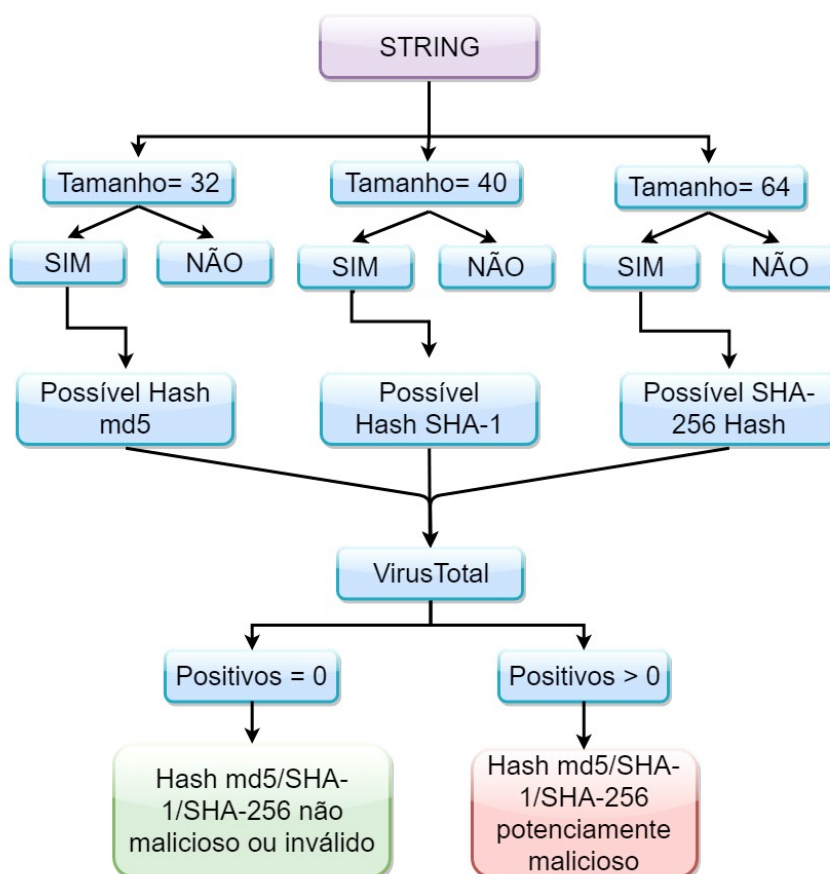 STRING
Tamanho= 32
Tamanho= 40
Tamanho= 64
SIM
NÃO
SIM
NÃO
SIM
NÃO
Possível Hash
md5
Possível
Hash SHA-1
Possível SHA-
256 Hash
VirusTotal
Positivos = 0
Positivos > 0
Hash md5/SHA-
1/SHA-256 não
malicioso ou inválido
Hash md5/SHA-
1/SHA-256
potenciamente
malicioso